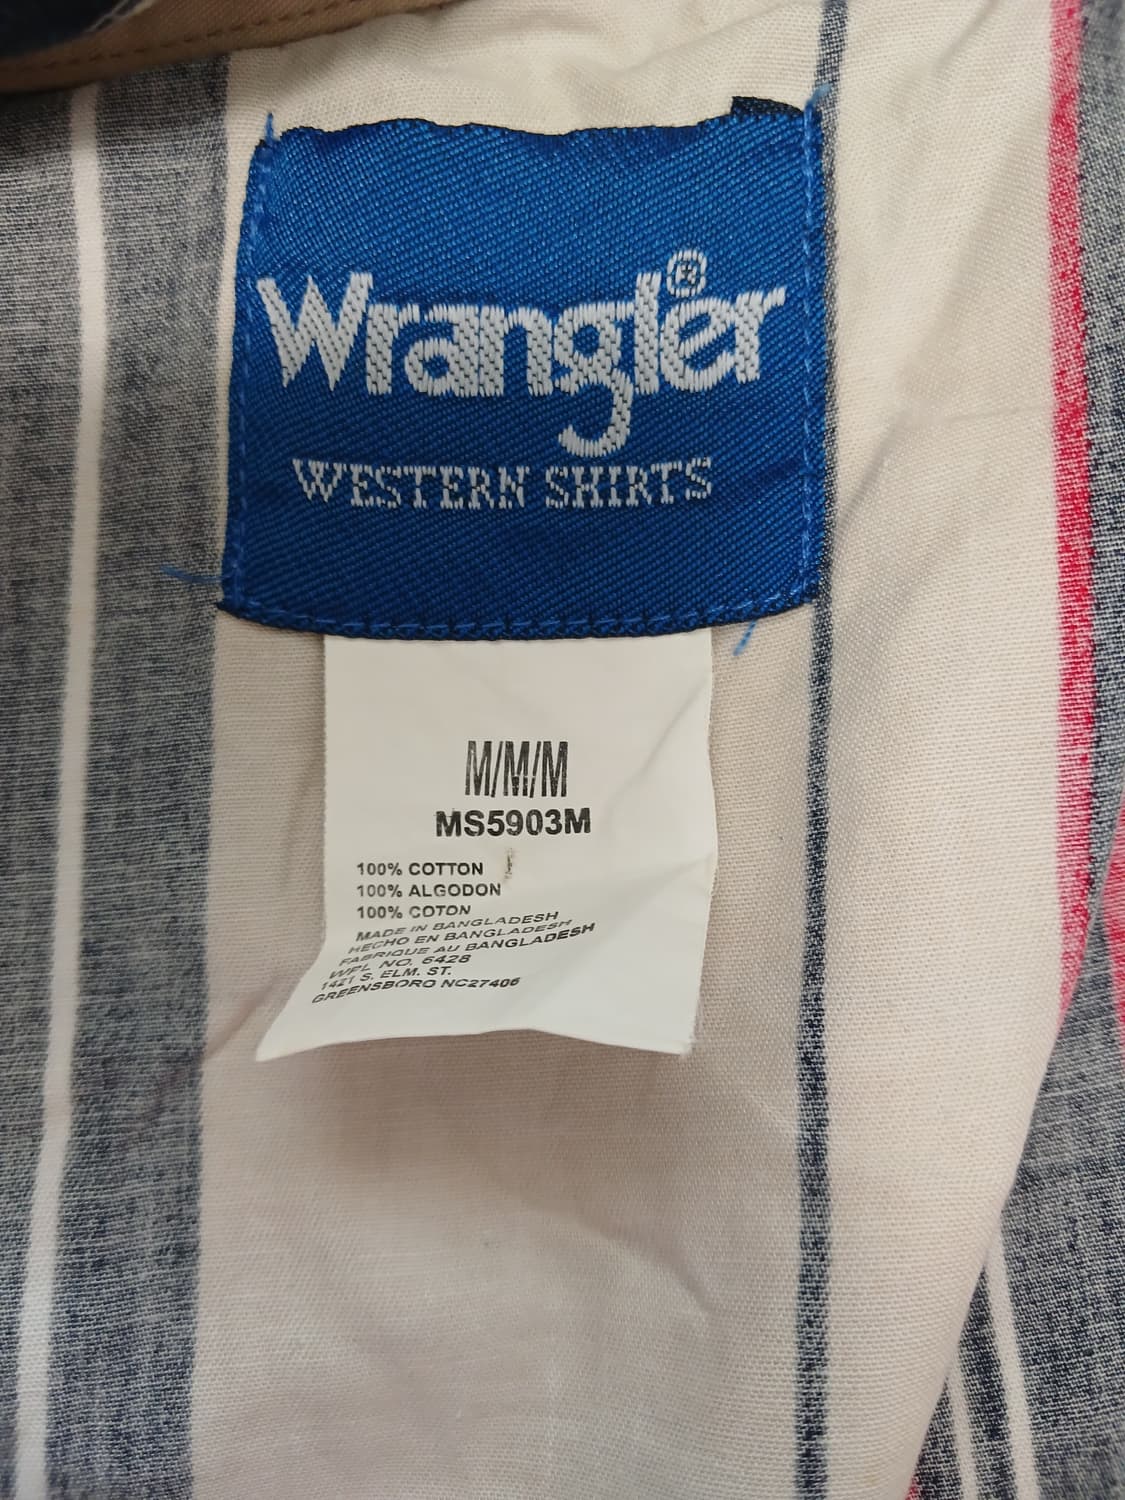 Wrangler®
WESTERN SHIRTS
M/M/M
MS5903M
100% COTTON
100% ALGODON
100% COTON
MADE IN BANGLADESH
HECHO EN BANGLADESH
FABRIQUE AU BANGLADESH
WPL NO. 6428
1421 S. ELM. ST.
GREENSBORO NC27406